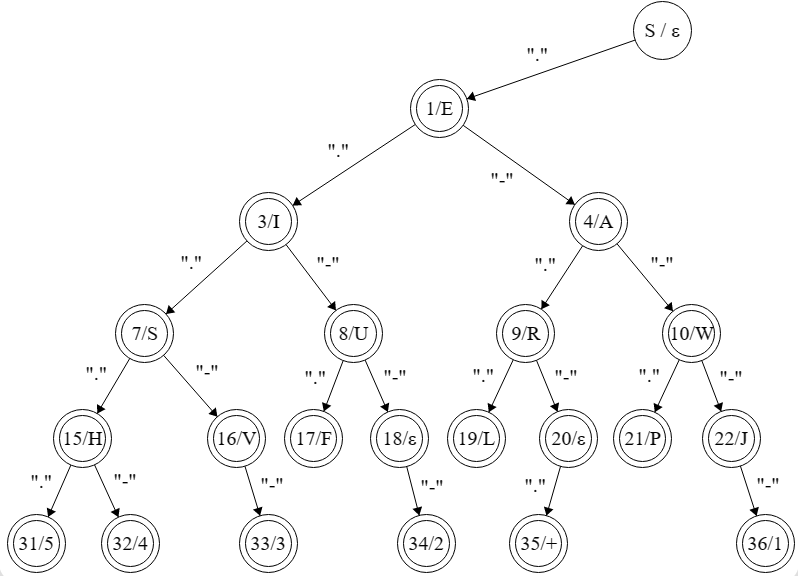 S / ε
"."
1/E
"." "-"
3/I 4/A
"." "-" "." "-"
7/S 8/U 9/R 10/W
"." "-" "." "-" "." "-" "." "-"
15/H 16/V 17/F 18/ε 19/L 20/ε 21/P 22/J
"." "-" "-" "-" "." "-"
31/5 32/4 33/3 34/2 35/+ 36/1